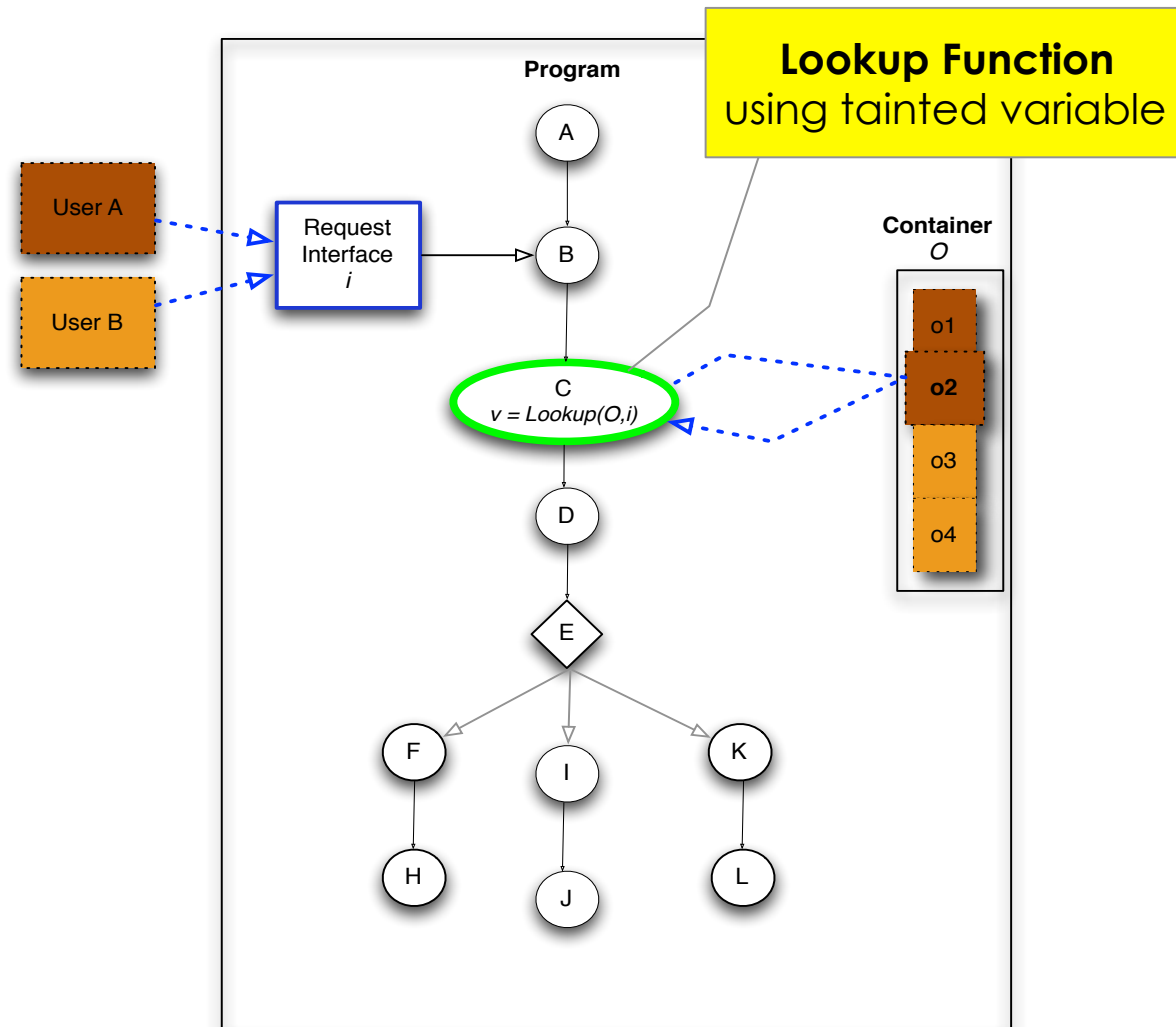 Lookup Function
using tainted variable
Program
A
User A
Request
Interface
i
B
User B
Container
O
o1
o2
o3
o4
C
v = Lookup(O,i)
D
E
F
I
K
H
J
L